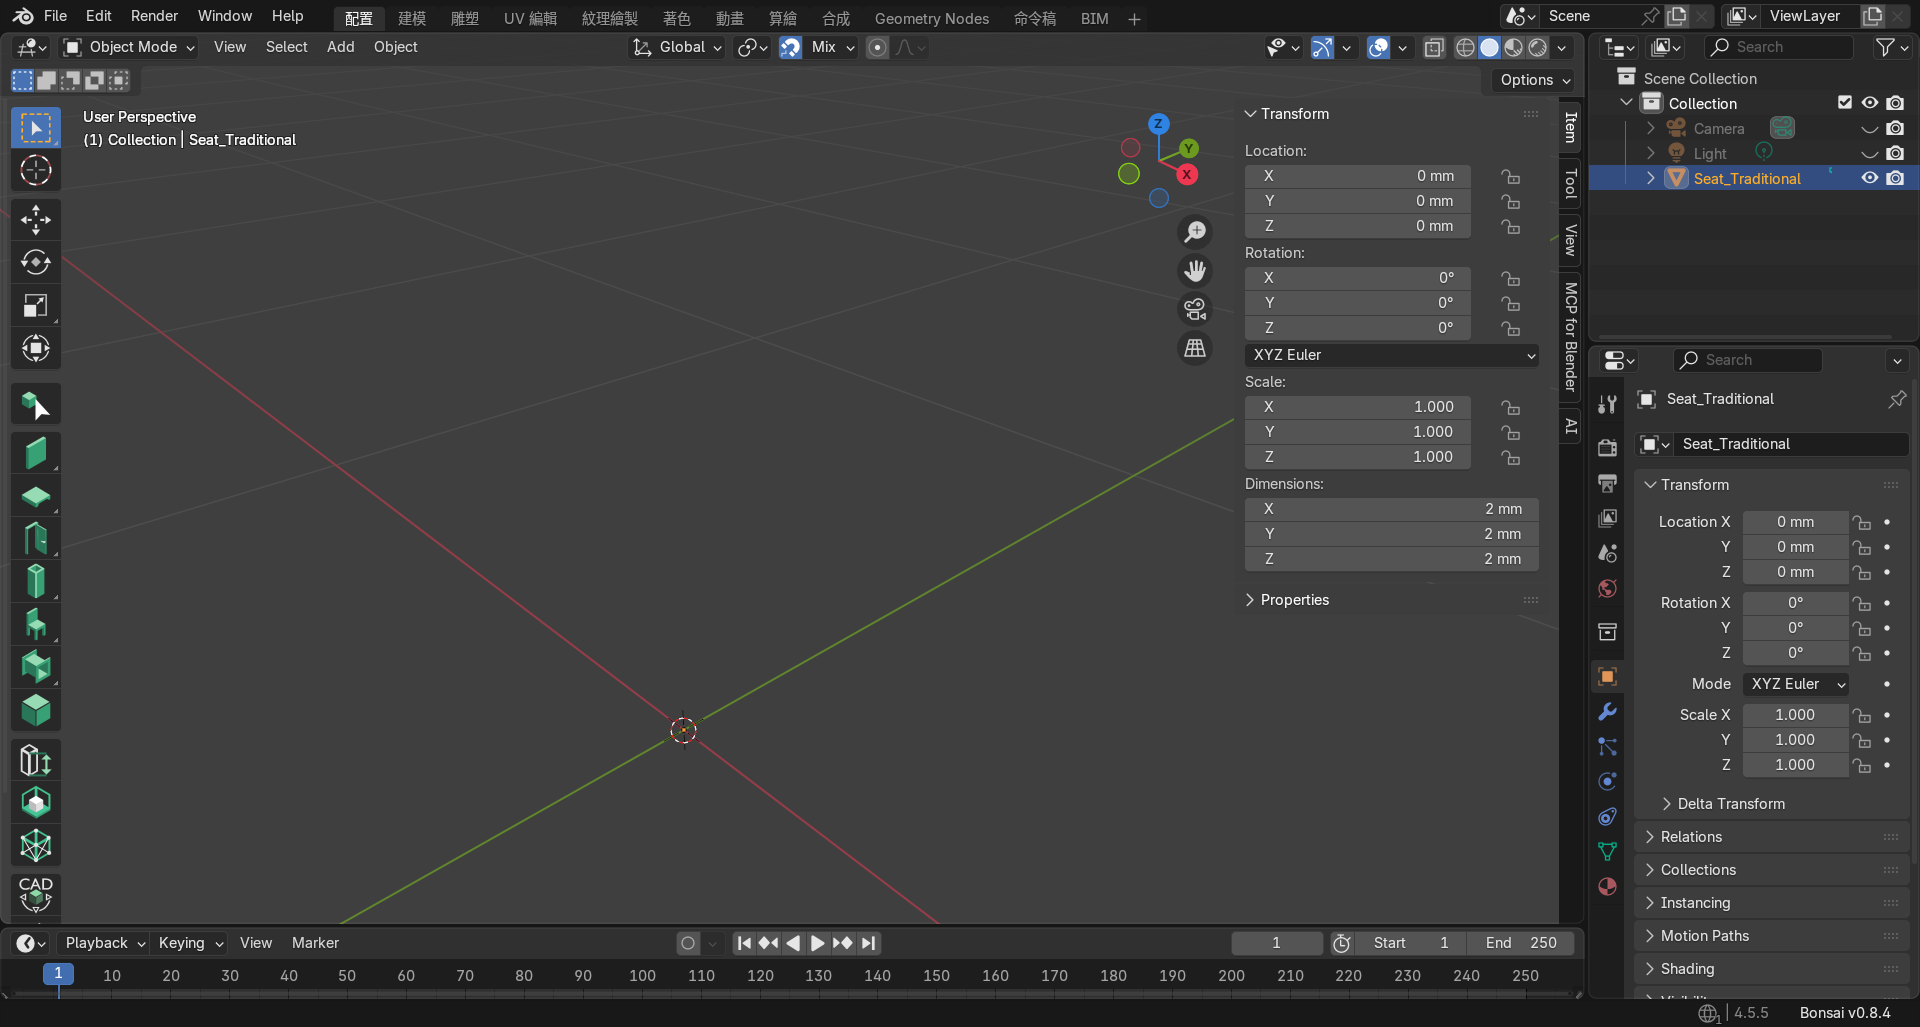 File Edit Render Window Help 配置 建模 雕塑 UV 編輯 紋理繪製 著色 動畫 算繪 合成 Geometry Nodes 命令稿 BIM Scene ViewLayer
Object Mode View Select Add Object Global Mix Search
Options
User Perspective
(1) Collection | Seat_Traditional
Z
Y
X
CAD
Transform
Location:
X 0 mm
Y 0 mm
Z 0 mm
Rotation:
X 0°
Y 0°
Z 0°
XYZ Euler
Scale:
X 1.000
Y 1.000
Z 1.000
Dimensions:
X 2 mm
Y 2 mm
Z 2 mm
Properties
Item
Tool
View
MCP for Blender
AI
Scene Collection
Collection
Camera
Light
Seat_Traditional
Search
Seat_Traditional
Seat_Traditional
Transform
Location X 0 mm
Y 0 mm
Z 0 mm
Rotation X 0°
Y 0°
Z 0°
Mode XYZ Euler
Scale X 1.000
Y 1.000
Z 1.000
Delta Transform
Relations
Collections
Instancing
Motion Paths
Shading
Playback Keying View Marker 1 Start 1 End 250
1 10 20 30 40 50 60 70 80 90 100 110 120 130 140 150 160 170 180 190 200 210 220 230 240 250
1 4.5.5 Bonsai v0.8.4